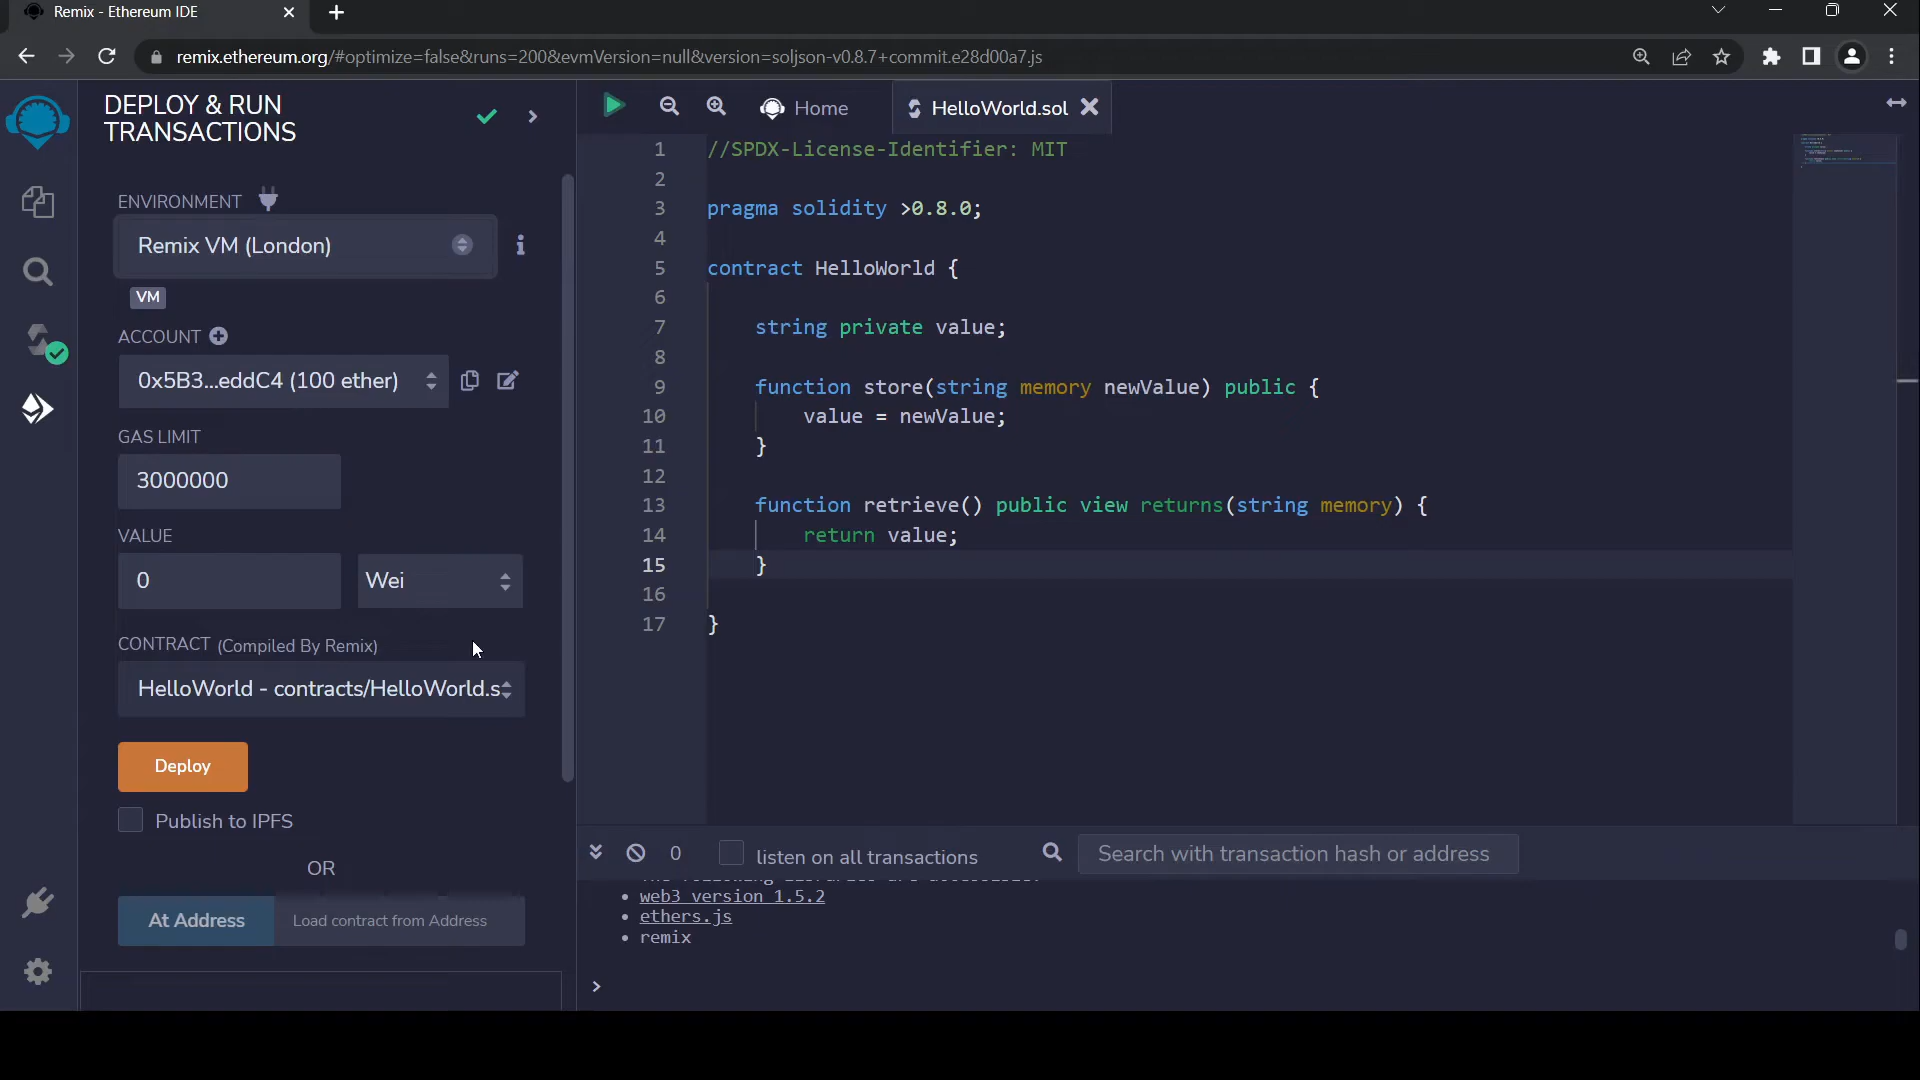 Remix - Ethereum IDE
remix.ethereum.org/#optimize=false&runs=200&evmVersion=null&version=soljson-v0.8.7+commit.e28d00a7.js
DEPLOY & RUN
TRANSACTIONS
ENVIRONMENT
Remix VM (London)
VM
ACCOUNT
0x5B3...eddC4 (100 ether)
GAS LIMIT
3000000
VALUE
0
Wei
CONTRACT (Compiled By Remix)
HelloWorld - contracts/HelloWorld.s
Deploy
Publish to IPFS
OR
At Address
Load contract from Address
Home
HelloWorld.sol
1 //SPDX-License-Identifier: MIT
2
3 pragma solidity >0.8.0;
4
5 contract HelloWorld {
6
7 string private value;
8
9 function store(string memory newValue) public {
10 value = newValue;
11 }
12
13 function retrieve() public view returns(string memory) {
14 return value;
15 }
16
17 }
0
listen on all transactions
Search with transaction hash or address
• web3 version 1.5.2
• ethers.js
• remix
>